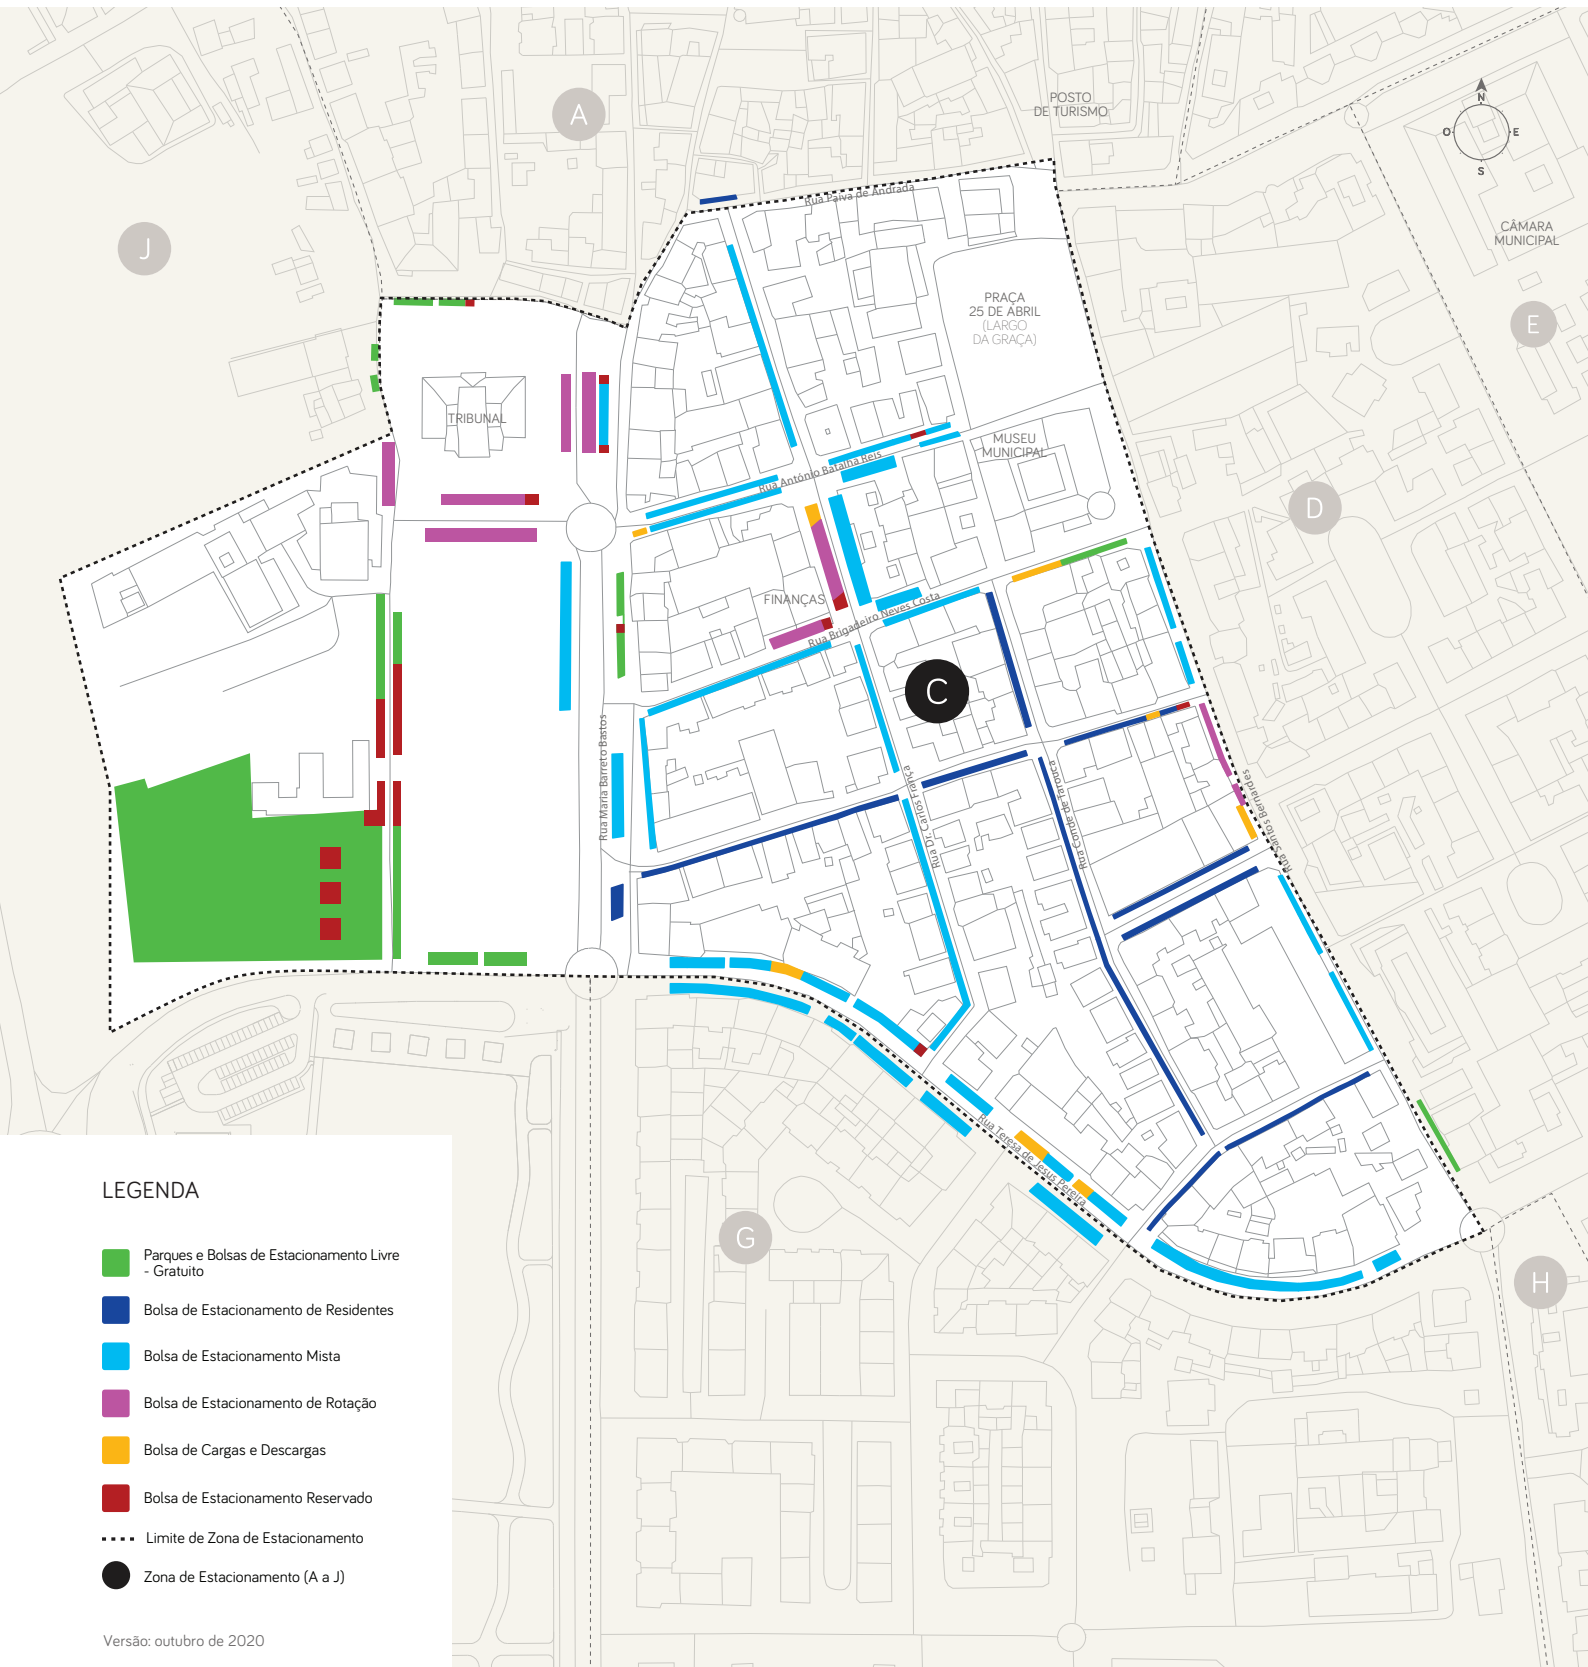 A
POSTO
DE TURISMO
N
O
E
S
J
Rua Paiva de Andrada
CÂMARA
MUNICIPAL
PRAÇA
25 DE ABRIL
(LARGO
DA GRAÇA)
E
TRIBUNAL
MUSEU
MUNICIPAL
Rua António Batalha Reis
D
FINANÇAS
Rua Brigadeiro Neves Costa
C
Rua Maria Barreto Bastos
Rua Dr. Carlos França
Rua Conde de Tarouca
Rua Santos Bernardes
Rua Teresa de Jesus Pereira
G
H
LEGENDA
Parques e Bolsas de Estacionamento Livre
- Gratuito
Bolsa de Estacionamento de Residentes
Bolsa de Estacionamento Mista
Bolsa de Estacionamento de Rotação
Bolsa de Cargas e Descargas
Bolsa de Estacionamento Reservado
Limite de Zona de Estacionamento
Zona de Estacionamento (A a J)
Versão: outubro de 2020